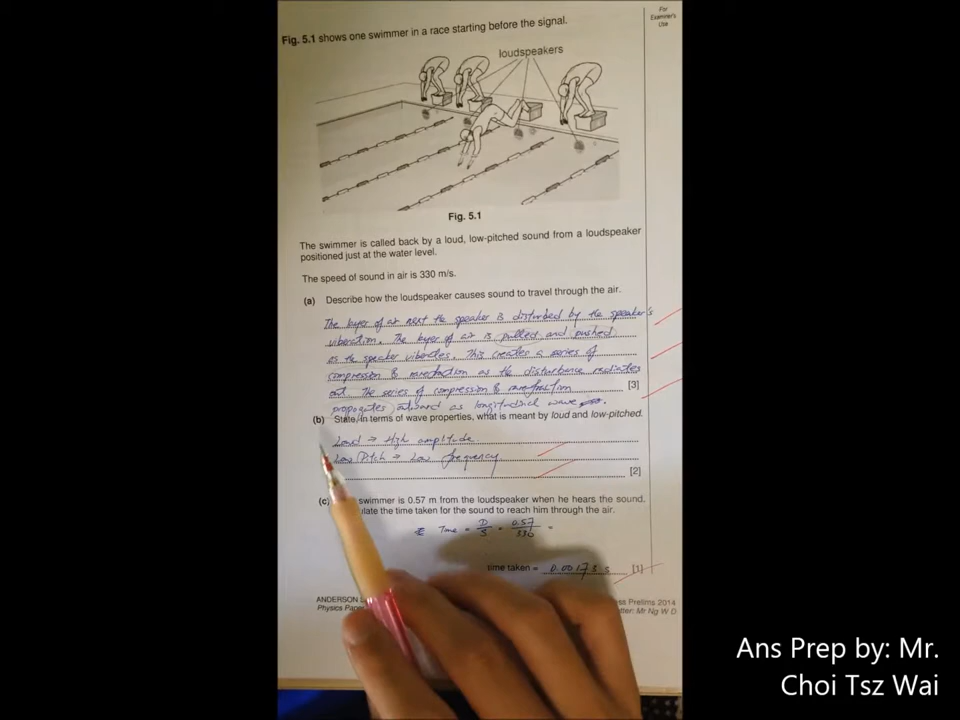 For
Examiner's
Use
Fig. 5.1 shows one swimmer in a race starting before the signal.
loudspeakers
Fig. 5.1
The swimmer is called back by a loud, low-pitched sound from a loudspeaker
positioned just at the water level.
The speed of sound in air is 330 m/s.
(a) Describe how the loudspeaker causes sound to travel through the air.
The layer of air next the speaker is disturbed by the speaker's
vibration. The layer of air is pulled and pushed
as the speaker vibrates. This creates a series of
compression & rarefraction as the disturbance
out. The series of compression & rarefraction [3]
propogates outward as longitudinal wave
(b) State, in terms of wave properties, what is meant by loud and low-pitched.
Loud → High amplitude
Low Pitch → Low frequency
[2]
(c) swimmer is 0.57 m from the loudspeaker when he hears the sound.
late the time taken for the sound to reach him through the air.
Time = D/S = 0.57/330 =
time taken = 0.00173 s [1]
ANDERSON
Physics Pape
ss Prelims 2014
tter: Mr Ng W D
Ans Prep by: Mr.
Choi Tsz Wai